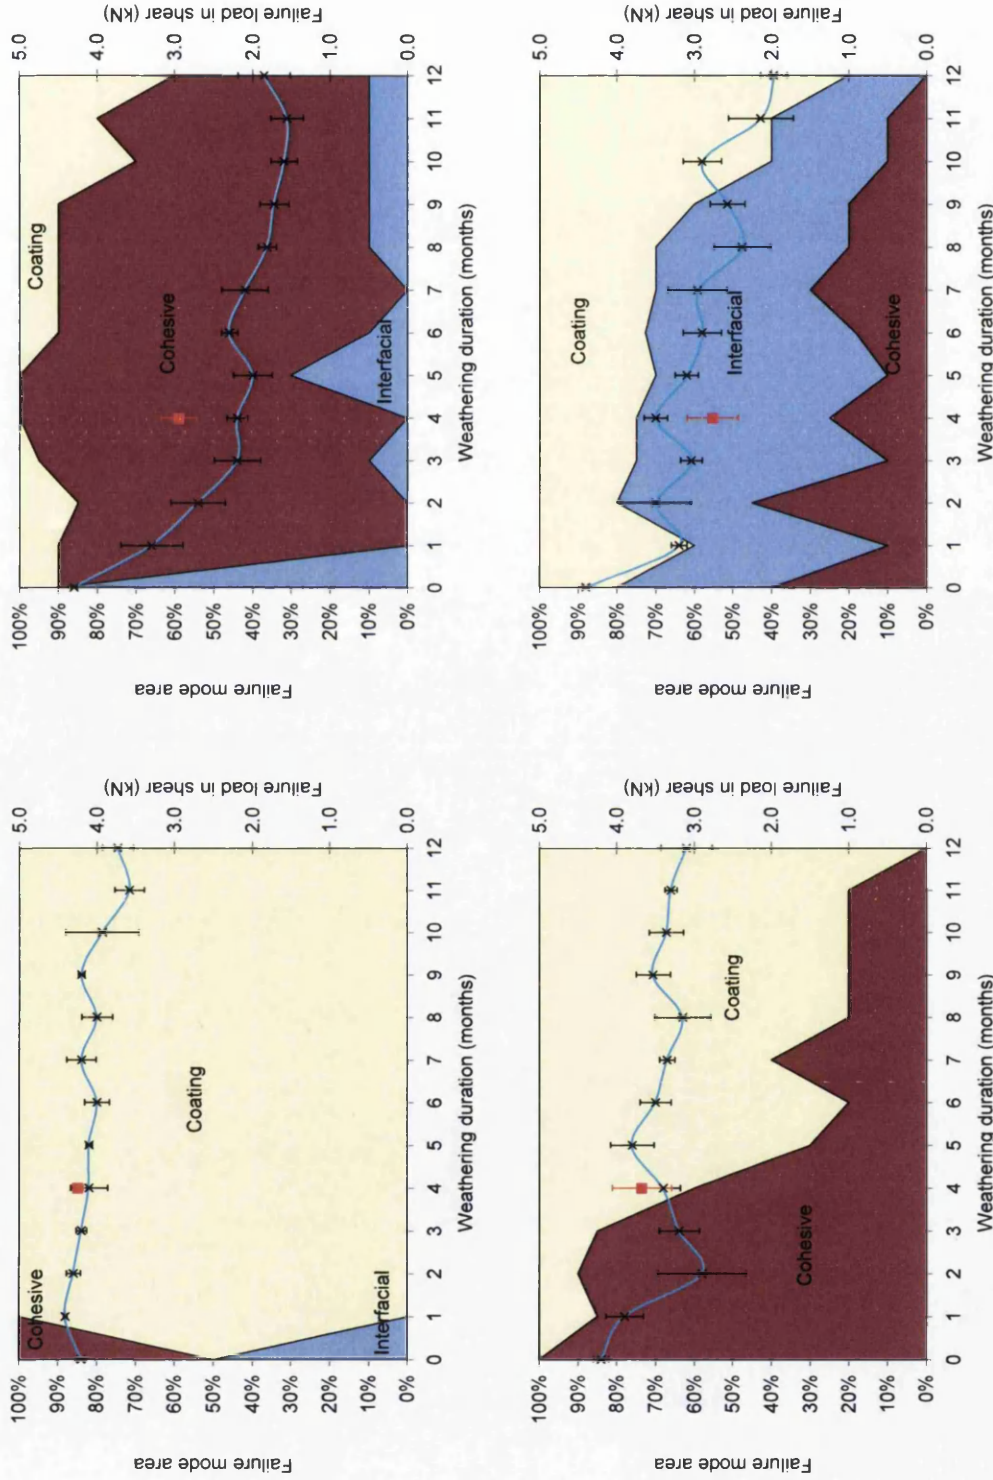 Failure mode area
100%
90%
80%
70%
60%
50%
40%
30%
20%
10%
0%
Cohesive
Coating
Interfacial
0 1 2 3 4 5 6 7 8 9 10 11 12
Weathering duration (months)
5.0
4.0
3.0
2.0
1.0
0.0
Failure load in shear (kN)
Failure mode area
100%
90%
80%
70%
60%
50%
40%
30%
20%
10%
0%
Coating
Cohesive
Interfacial
0 1 2 3 4 5 6 7 8 9 10 11 12
Weathering duration (months)
5.0
4.0
3.0
2.0
1.0
0.0
Failure load in shear (kN)
Failure mode area
100%
90%
80%
70%
60%
50%
40%
30%
20%
10%
0%
Coating
Cohesive
0 1 2 3 4 5 6 7 8 9 10 11 12
Weathering duration (months)
5.0
4.0
3.0
2.0
1.0
0.0
Failure load in shear (kN)
Failure mode area
100%
90%
80%
70%
60%
50%
40%
30%
20%
10%
0%
Coating
Interfacial
Cohesive
0 1 2 3 4 5 6 7 8 9 10 11 12
Weathering duration (months)
5.0
4.0
3.0
2.0
1.0
0.0
Failure load in shear (kN)